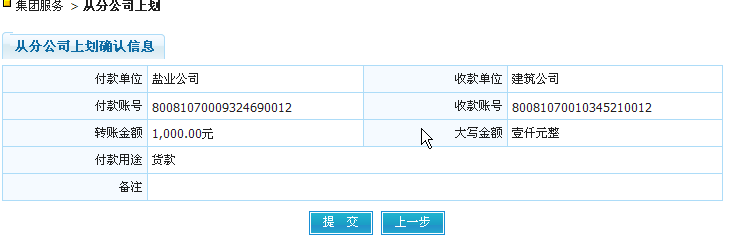 集团服务 > 从分公司上划
从分公司上划确认信息
付款单位 盐业公司 收款单位 建筑公司
付款账号 80081070009324690012 收款账号 80081070010345210012
转账金额 1,000.00元 大写金额 壹仟元整
付款用途 货款
备注
提 交 上一步